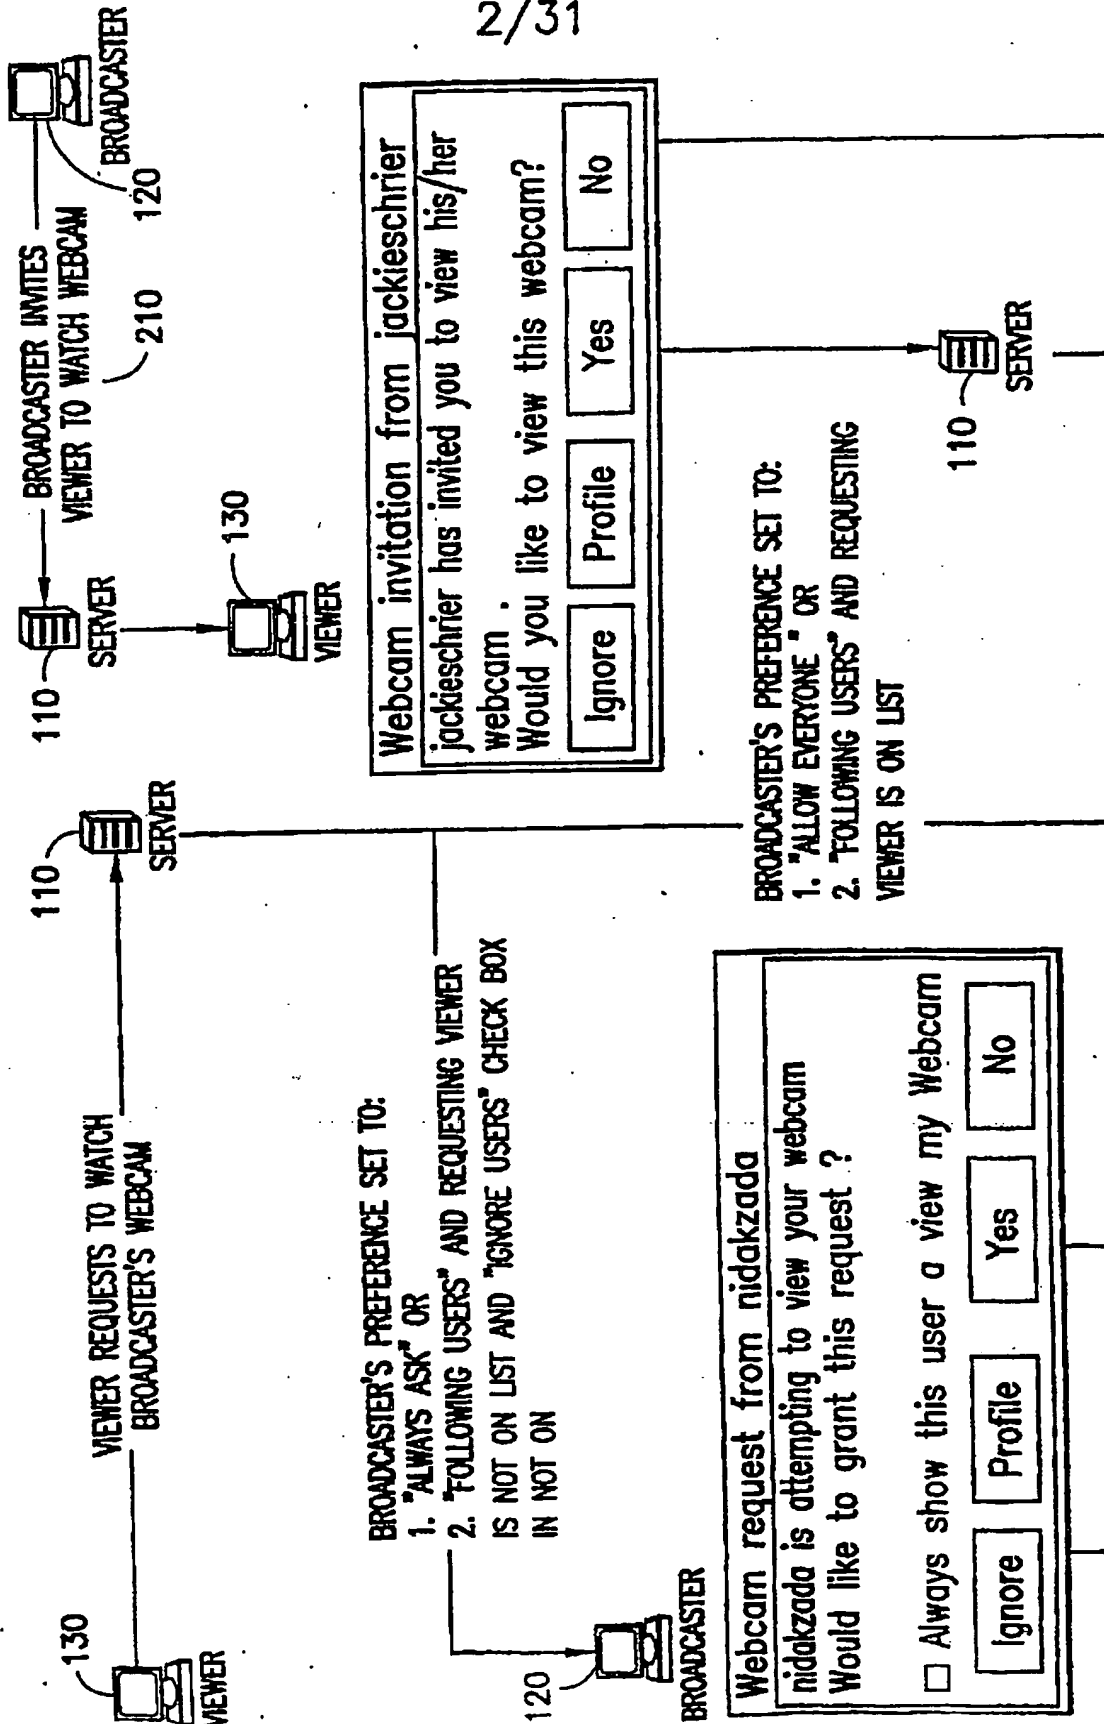 2/31
130
VIEWER
VIEWER REQUESTS TO WATCH
BROADCASTER'S WEBCAM
110
SERVER
110
SERVER
BROADCASTER INVITES
VIEWER TO WATCH WEBCAM
210
120
BROADCASTER
130
VIEWER
BROADCASTER'S PREFERENCE SET TO:
1. "ALWAYS ASK" OR
2. "FOLLOWING USERS" AND REQUESTING VIEWER
IS NOT ON LIST AND "IGNORE USERS" CHECK BOX
IN NOT ON
120
BROADCASTER
Webcam invitation from jackieschrier
jackieschrier has invited you to view his/her
webcam.
Would you like to view this webcam?
Ignore
Profile
Yes
No
Webcam request from nidakzada
nidakzada is attempting to view your webcam
Would like to grant this request ?
Always show this user a view my Webcam
Ignore
Profile
Yes
No
BROADCASTER'S PREFERENCE SET TO:
1. "ALLOW EVERYONE" OR
2. "FOLLOWING USERS" AND REQUESTING
VIEWER IS ON LIST
110
SERVER